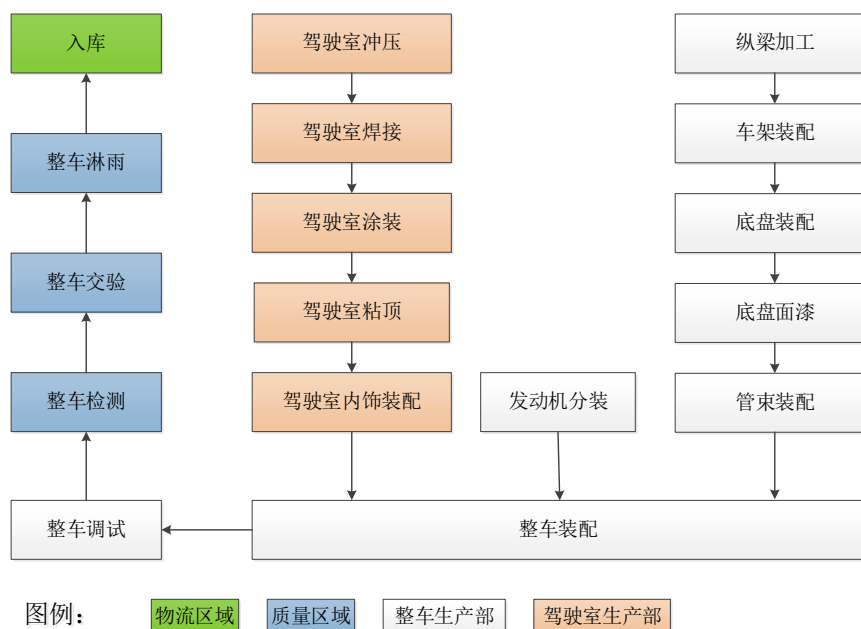 入库
驾驶室冲压
纵梁加工
整车淋雨
驾驶室焊接
车架装配
驾驶室涂装
底盘装配
整车交验
驾驶室粘顶
底盘面漆
整车检测
驾驶室内饰装配
发动机分装
管束装配
整车调试
整车装配
图例：
物流区域
质量区域
整车生产部
驾驶室生产部